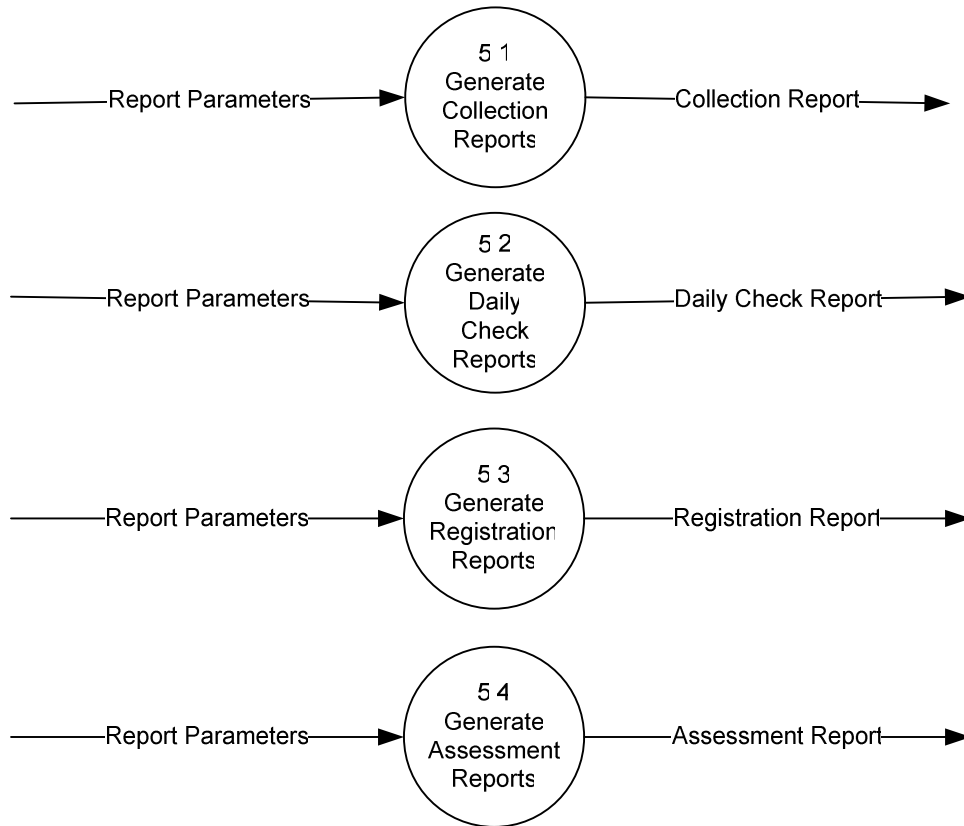 Report Parameters
5 1
Generate
Collection
Reports
Collection Report
Report Parameters
5 2
Generate
Daily
Check
Reports
Daily Check Report
Report Parameters
5 3
Generate
Registration
Reports
Registration Report
Report Parameters
5 4
Generate
Assessment
Reports
Assessment Report